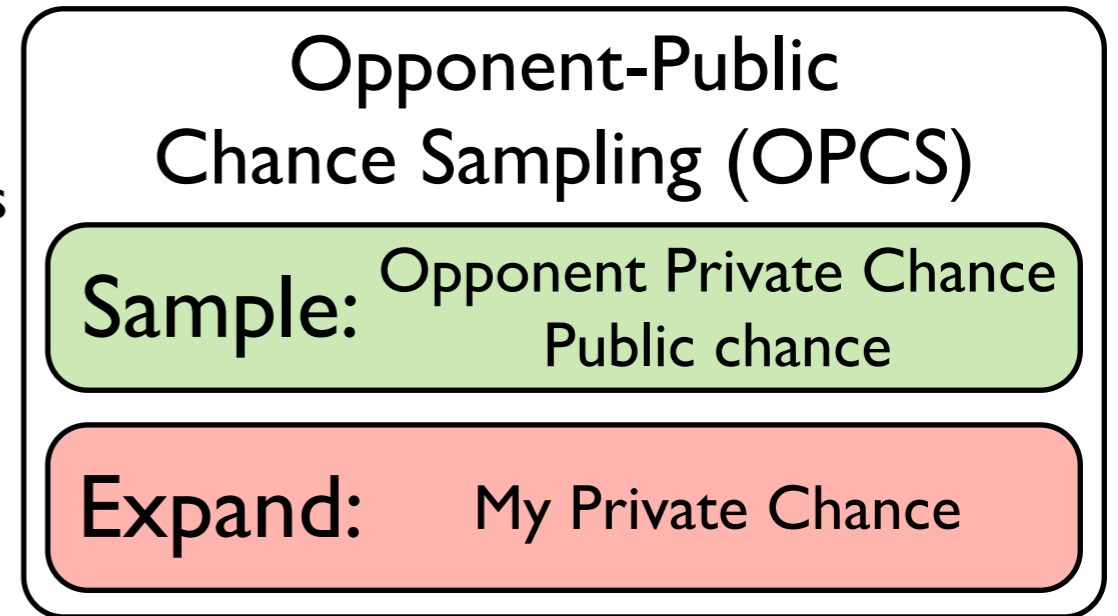 Opponent-Public
Chance Sampling (OPCS)
s
Sample: Opponent Private Chance
Public chance
Expand: My Private Chance